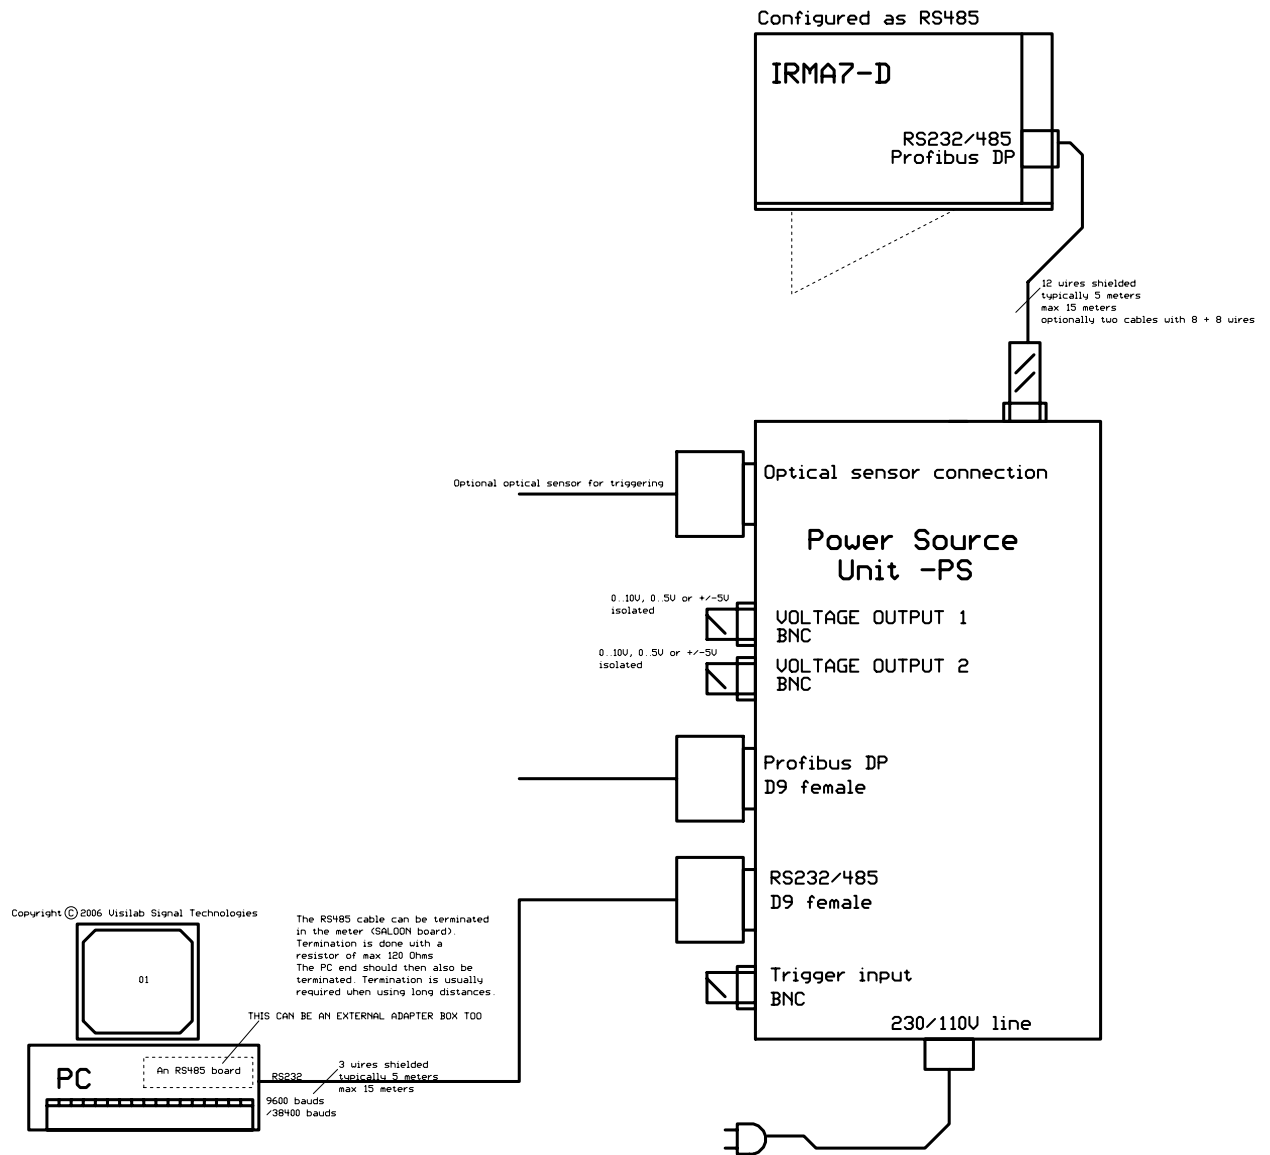 Configured as RS485
IRMA7-D
RS232/485
Profibus DP
12 wires shielded
typically 5 meters
max 15 meters
optionally two cables with 8 + 8 wires
Optional optical sensor for triggering
Optical sensor connection
Power Source
Unit -PS
0..10V, 0..5V or +/-5V
isolated
VOLTAGE OUTPUT 1
BNC
0..10V, 0..5V or +/-5V
isolated
VOLTAGE OUTPUT 2
BNC
Profibus DP
D9 female
RS232/485
D9 female
Trigger input
BNC
230/110V line
Copyright © 2006 Visilab Signal Technologies
01
The RS485 cable can be terminated
in the meter (SALOON board).
Termination is done with a
resistor of max 120 Ohms
The PC end should then also be
terminated. Termination is usually
required when using long distances.
THIS CAN BE AN EXTERNAL ADAPTER BOX TOO
PC
An RS485 board
RS232
3 wires shielded
typically 5 meters
max 15 meters
9600 bauds
/38400 bauds